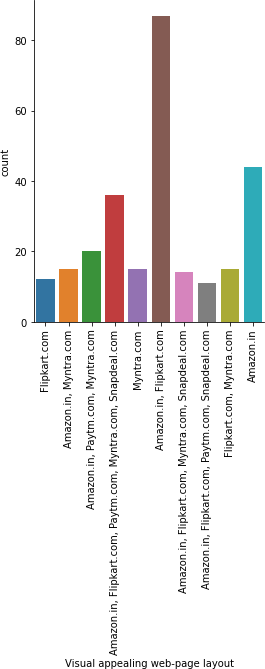 80
60
40
20
0
count
Flipkart.com
Amazon.in, Myntra.com
Amazon.in, Paytm.com, Myntra.com
Amazon.in, Flipkart.com, Paytm.com, Myntra.com, Snapdeal.com
Myntra.com
Amazon.in, Flipkart.com
Amazon.in, Flipkart.com, Myntra.com, Snapdeal.com
Amazon.in, Flipkart.com, Paytm.com, Snapdeal.com
Flipkart.com, Myntra.com
Amazon.in
Visual appealing web-page layout